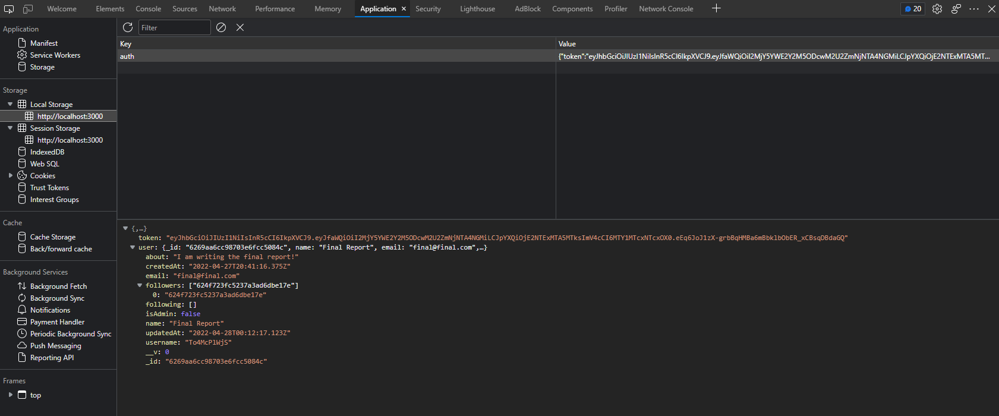 Welcome Elements Console Sources Network Performance Memory Application × Security Lighthouse AdBlock Components Profiler Network Console + 20
Application
Manifest
Service Workers
Storage
Storage
Local Storage
http://localhost:3000
Session Storage
http://localhost:3000
IndexedDB
Web SQL
Cookies
Trust Tokens
Interest Groups
Cache
Cache Storage
Back/forward cache
Background Services
Background Fetch
Background Sync
Notifications
Payment Handler
Periodic Background Sync
Push Messaging
Reporting API
Frames
top
Filter
Key Value
auth {"token":"eyJhbGciOiJIUzI1NiIsInR5cCI6IkpXVCJ9.eyJfaWQiOiI2MjY5YWE2Y2M5ODcwM2U2ZmNjNTA4NGMiLCJpYXQiOjE2NTExMTA5MT...
{,…}
token: "eyJhbGciOiJIUzI1NiIsInR5cCI6IkpXVCJ9.eyJfaWQiOiI2MjY5YWE2Y2M5ODcwM2U2ZmNjNTA4NGMiLCJpYXQiOjE2NTExMTA5MTksImV4cCI6MTY1MTcxNTcxOX0.eEq6JoJ1zX-grbBqHMBa6mBbklbObER_xCBsqDBdaGQ"
user: {_id: "6269aa6cc98703e6fcc5084c", name: "Final Report", email: "final@final.com",…}
about: "I am writing the final report!"
createdAt: "2022-04-27T20:41:16.375Z"
email: "final@final.com"
followers: ["624f723fc5237a3ad6dbe17e"]
0: "624f723fc5237a3ad6dbe17e"
following: []
isAdmin: false
name: "Final Report"
updatedAt: "2022-04-28T00:12:17.123Z"
username: "To4McPlWjS"
__v: 0
_id: "6269aa6cc98703e6fcc5084c"